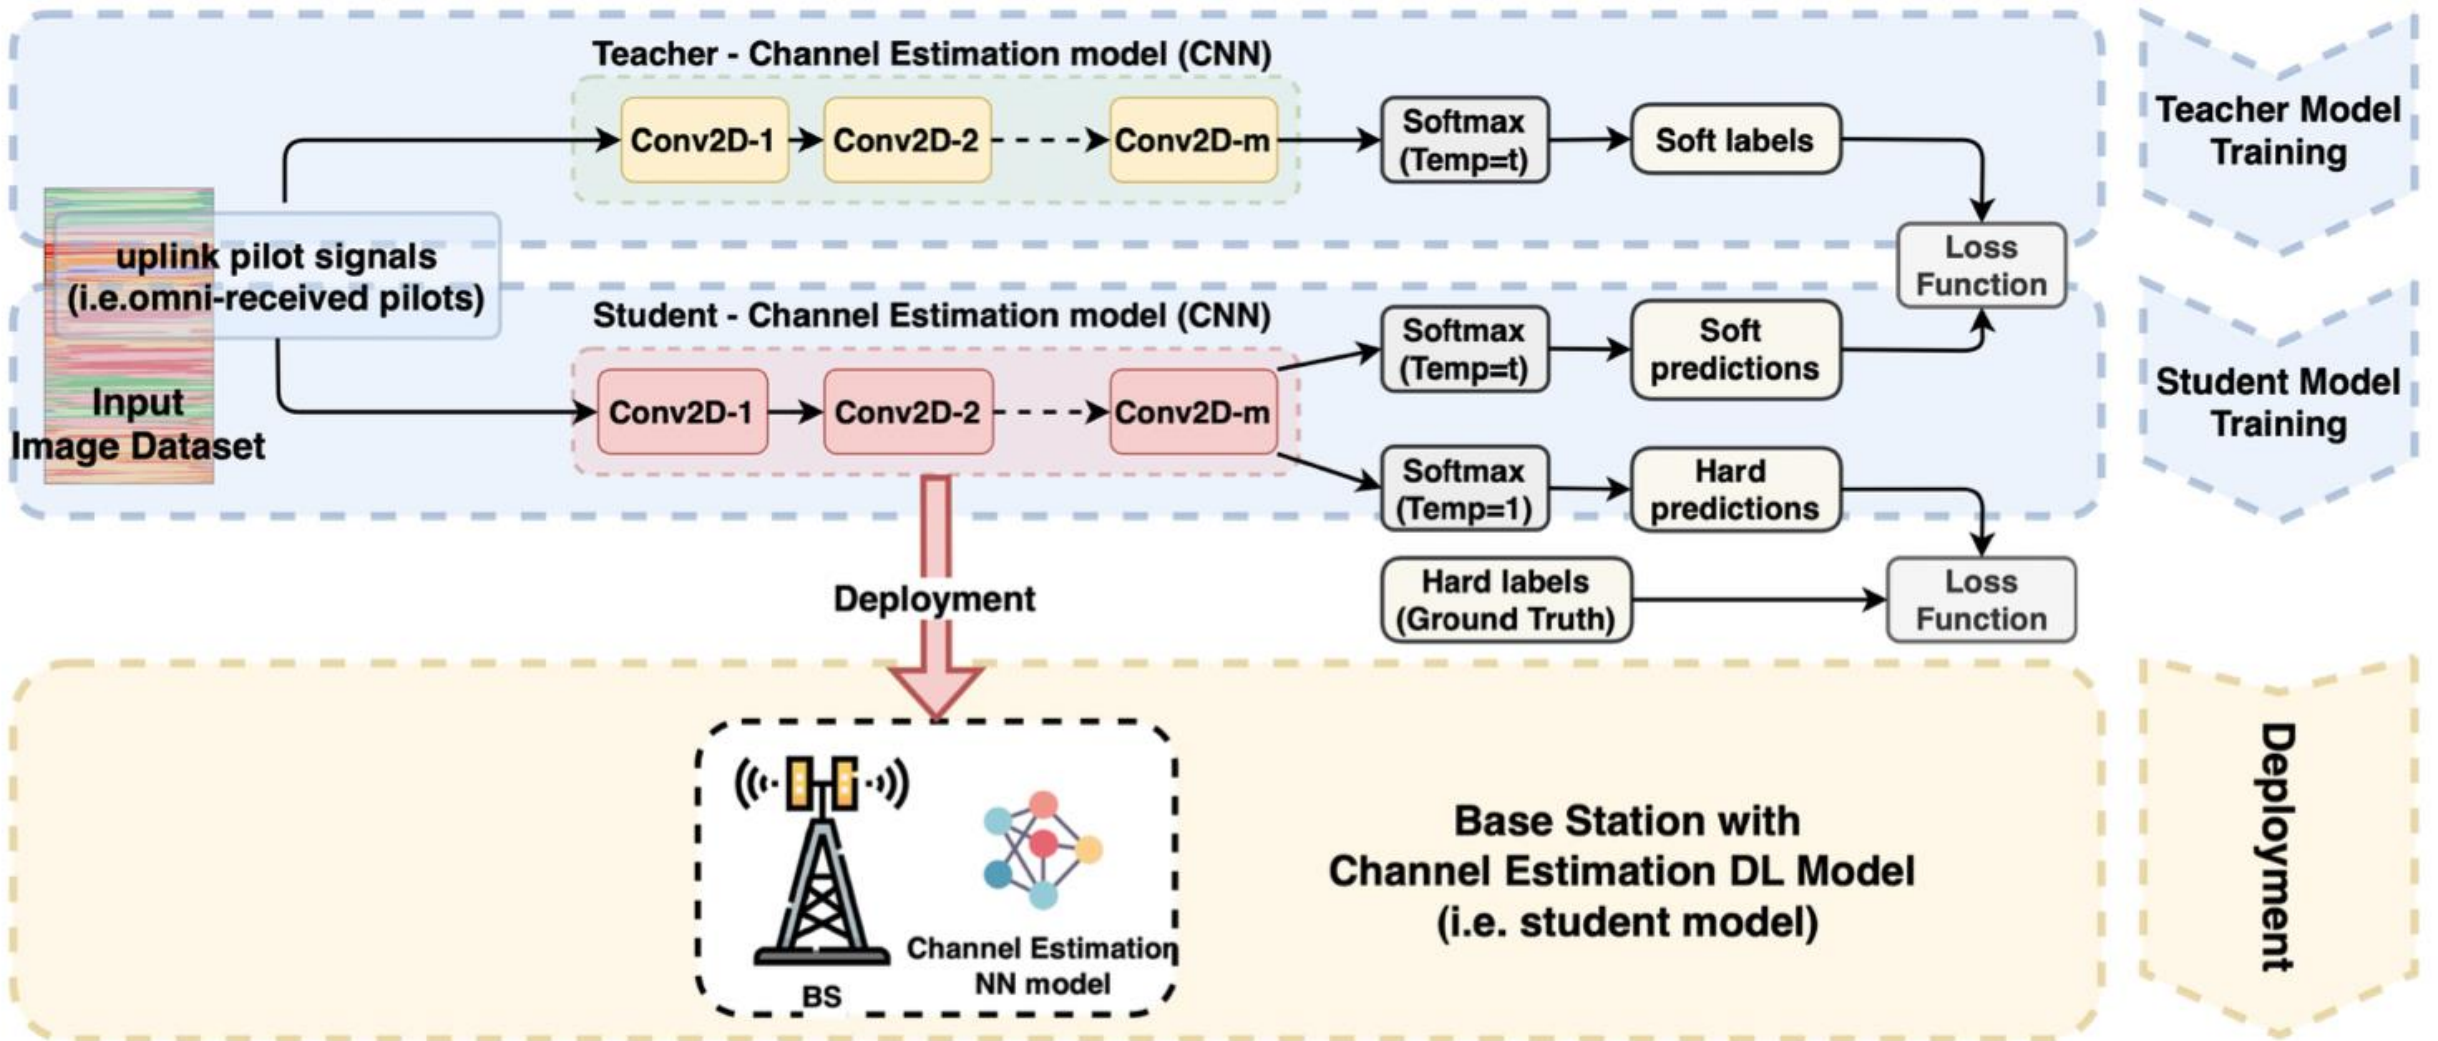 Teacher - Channel Estimation model (CNN)
Conv2D-1
Conv2D-2
Conv2D-m
Softmax
(Temp=t)
Soft labels
Teacher Model
Training
uplink pilot signals
(i.e.omni-received pilots)
Loss
Function
Student - Channel Estimation model (CNN)
Input
Image Dataset
Conv2D-1
Conv2D-2
Conv2D-m
Softmax
(Temp=t)
Soft
predictions
Student Model
Training
Softmax
(Temp=1)
Hard
predictions
Hard labels
(Ground Truth)
Loss
Function
Deployment
BS
Channel Estimation
NN model
Base Station with
Channel Estimation DL Model
(i.e. student model)
Deployment